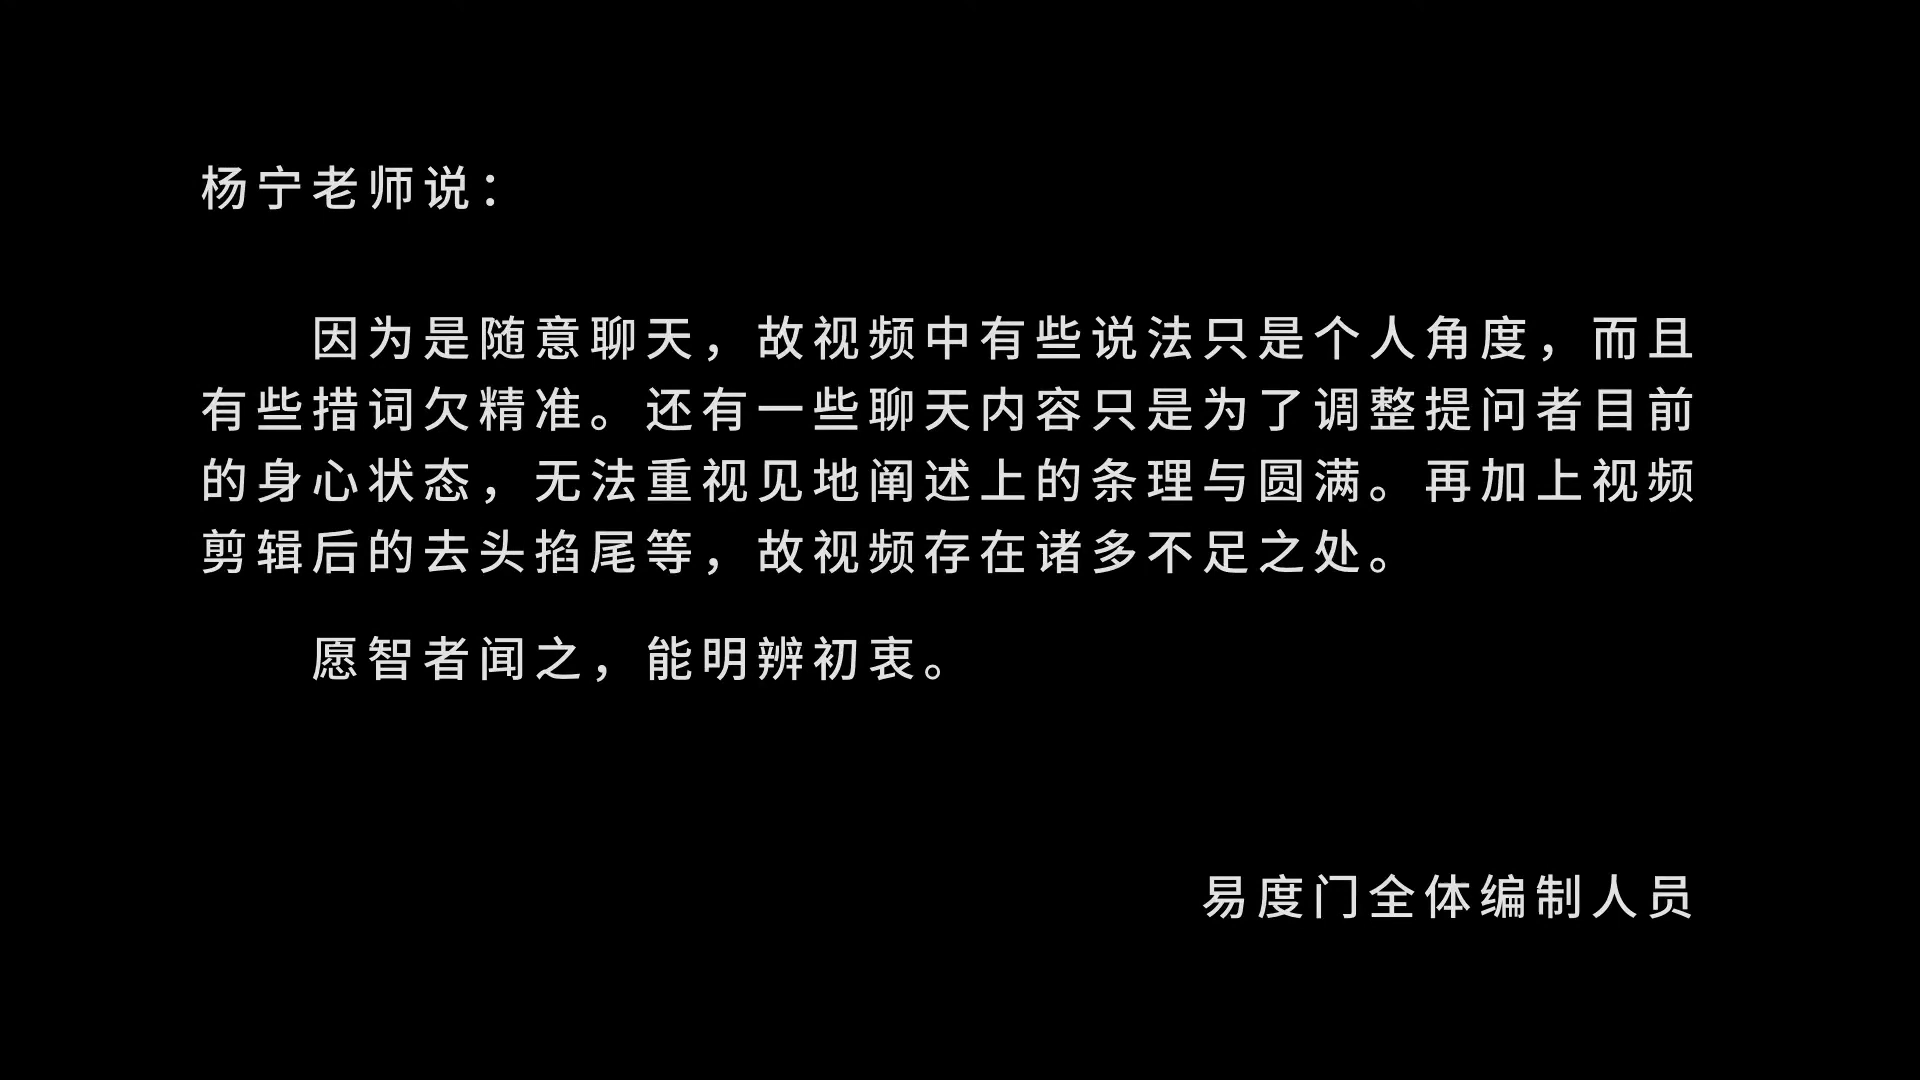 杨宁老师说：
因为是随意聊天，故视频中有些说法只是个人角度，而且
有些措词欠精准。还有一些聊天内容只是为了调整提问者目前
的身心状态，无法重视见地阐述上的条理与圆满。再加上视频
剪辑后的去头掐尾等，故视频存在诸多不足之处。
愿智者闻之，能明辨初衷。
易度门全体编制人员